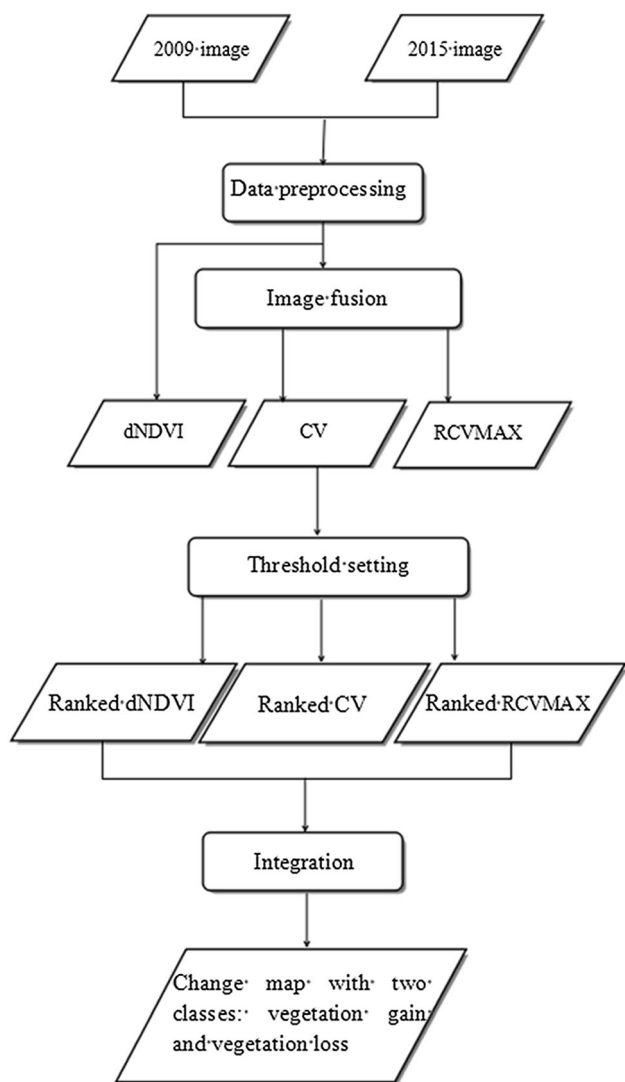 2009·image
2015·image
Data·preprocessing
Image·fusion
dNDVI
CV
RCVMAX
Threshold·setting
Ranked·dNDVI
Ranked·CV
Ranked·RCVMAX
Integration
Change· map· with· two·
classes:· vegetation· gain·
and·vegetation·loss